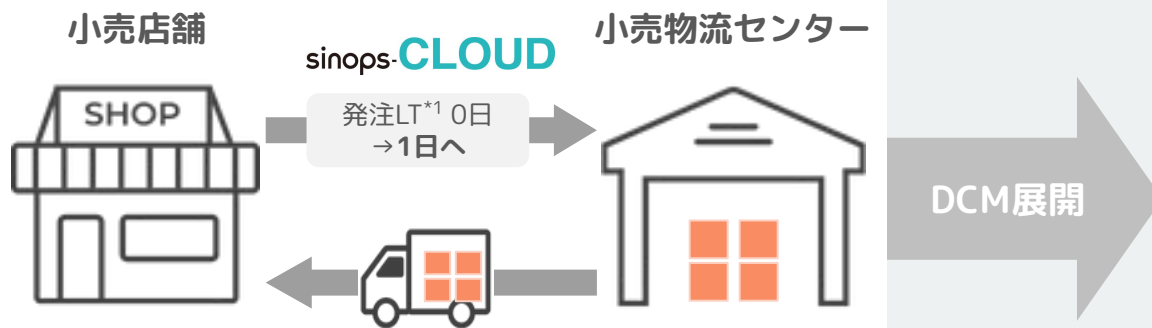 小売店舗
sinops-CLOUD
小売物流センター
SHOP
発注LT*1 0日
→1日へ
DCM展開